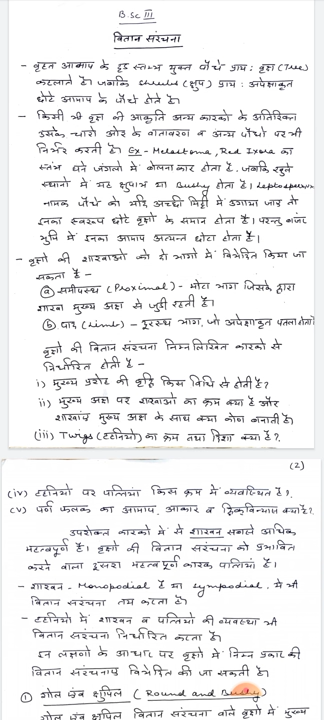 B.Sc III
वितान संरचना
- वृहत आकार के दृढ़ स्तम्भ युक्त पौधे प्रायः वृक्ष (Tree)
कहलाते है। जबकि shrubs (क्षुप) प्रायः अपेक्षाकृत
छोटे आकार के पौधे होते है।
- किसी भी वृक्ष की आकृति अन्य कारको के अतिरिक्त
उसके चारो ओर के वातावरण व अन्य पौधो पर भी
निर्भर करती है। Ex - Melastoma, Red Ixora का
स्तंभ घने जंगलो में होता है, जबकि खुले
स्थानो में यह क्षुपाय या Bushy होता है। Leptospermum
नामक पौधो को यदि अच्छी मिट्टी में उगाया जाए तो
इनका स्वरूप छोटे वृक्षो के समान होता है। परन्तु बंजर
भूमि में इनका आकार अत्यन्त छोटा होता है।
- वृक्षो की शाखाओ को दो भागो में विभेदित किया जा
सकता है -
(a) समीपस्थ (Proximal) - मोटा भाग जिसके द्वारा
शाखा मुख्य अक्ष से जुड़ी रहती है।
(b) पाद (Limb) - दूरस्थ भाग, जो अपेक्षाकृत पतला होता
वृक्षो की वितान संरचना निम्नलिखित कारको से
निर्धारित होती है -
i) मुख्य प्ररोह की वृद्धि किस विधि से होती है?
ii) मुख्य अक्ष पर शाखाओ का क्रम क्या है और
शाखाएं मुख्य अक्ष के साथ क्या कोण बनाती है।
(iii) Twigs (टहनियो) का क्रम तथा दिशा क्या है?
(2)
(iv) टहनियो पर पत्तियां किस क्रम में व्यवस्थित है?
(v) पर्ण फलक का आमाप, आकार व दिकविन्यास क्या है?
उपरोक्त कारको में से शाखन सबसे अधिक
महत्वपूर्ण है। वृक्षो की वितान संरचना को प्रभावित
करने वाला दूसरा महत्वपूर्ण कारक पत्तियां है।
- शाखन - Monopodial है या sympodial, ये भी
वितान संरचना तय करता है।
- टहनियो में शाखन व पत्तियो की व्यवस्था भी
वितान संरचना निर्धारित करता है।
इन लक्षणो के आधार पर वृक्षो में निम्न प्रकार की
वितान संरचनाए विभेदित की जा सकती है।
(1) गोल क्षुपिल (Round and Bushy)
गोल क्षुपिल वितान संरचना वाले वृक्षो में मुख्य